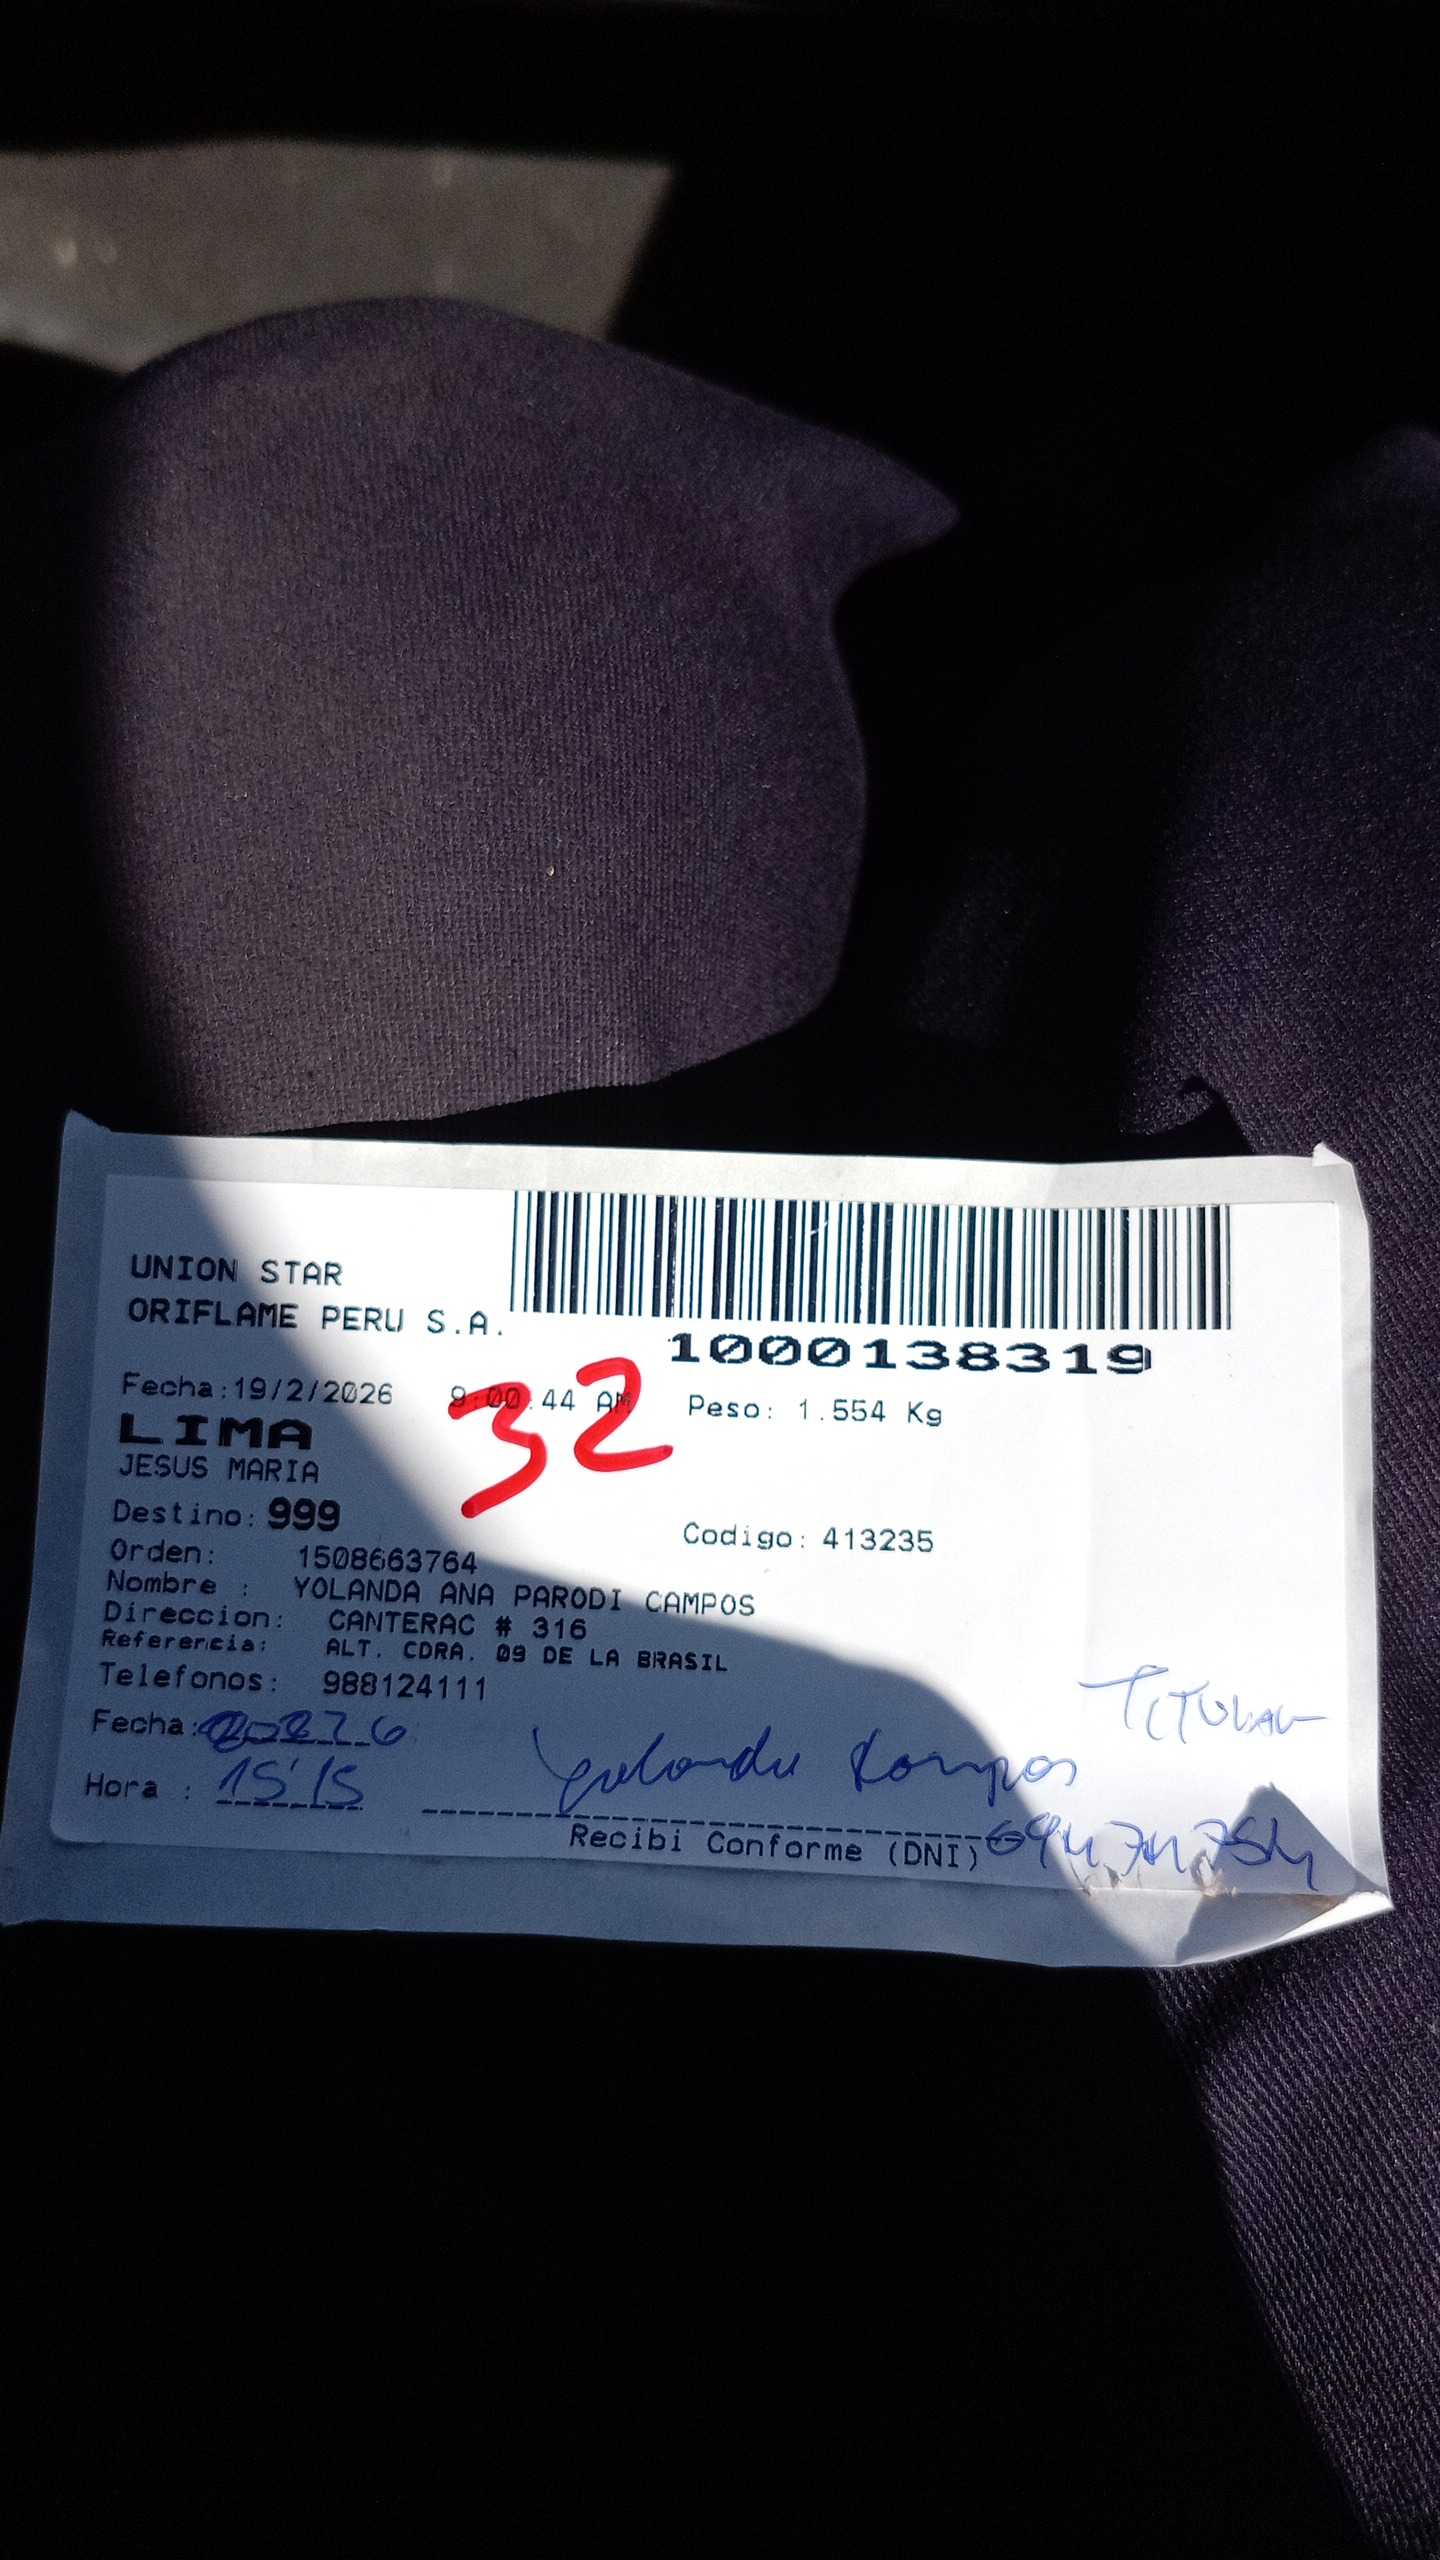 UNION STAR
ORIFLAME PERU S.A.
1000138319
Fecha:19/2/2026 9:00:44 AM Peso: 1.554 Kg
32
LIMA
JESUS MARIA
Destino: 999 Codigo: 413235
Orden: 1508663764
Nombre : YOLANDA ANA PARODI CAMPOS
Direccion: CANTERAC # 316
Referencia: ALT. CDRA. 09 DE LA BRASIL
Telefonos: 988124111
TITULAR
Fecha:
Hora : 15:15
Yolanda
Recibi Conforme (DNI)